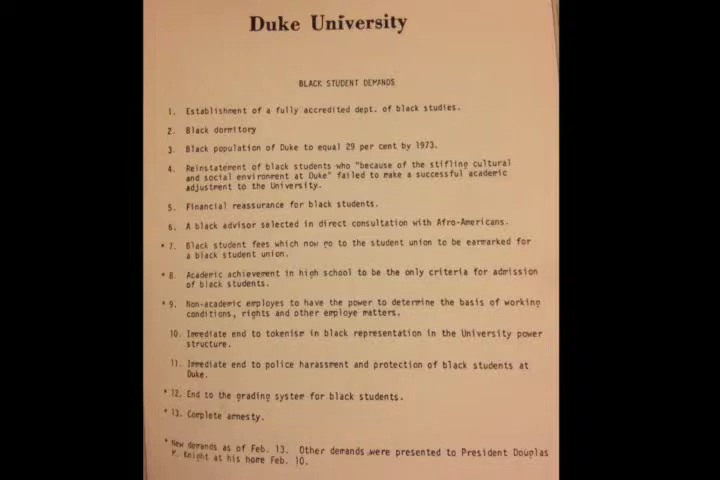 Duke University
BLACK STUDENT DEMANDS
1. Establishment of a fully accredited dept. of black studies.
2. Black dormitory
3. Black population of Duke to equal 29 per cent by 1973.
4. Reinstatement of black students who "because of the stifling cultural
and social environment at Duke" failed to make a successful academic
adjustment to the University.
5. Financial reassurance for black students.
6. A black advisor selected in direct consultation with Afro-Americans.
* 7. Black student fees which now go to the student union to be earmarked for
a black student union.
* 8. Academic achievement in high school to be the only criteria for admission
of black students.
* 9. Non-academic employes to have the power to determine the basis of working
conditions, rights and other employe matters.
10. Immediate end to tokenism in black representation in the University power
structure.
11. Immediate end to police harassment and protection of black students at
Duke.
* 12. End to the grading system for black students.
* 13. Complete amnesty.
* New demands as of Feb. 13. Other demands were presented to President Douglas
M. Knight at his home Feb. 10.